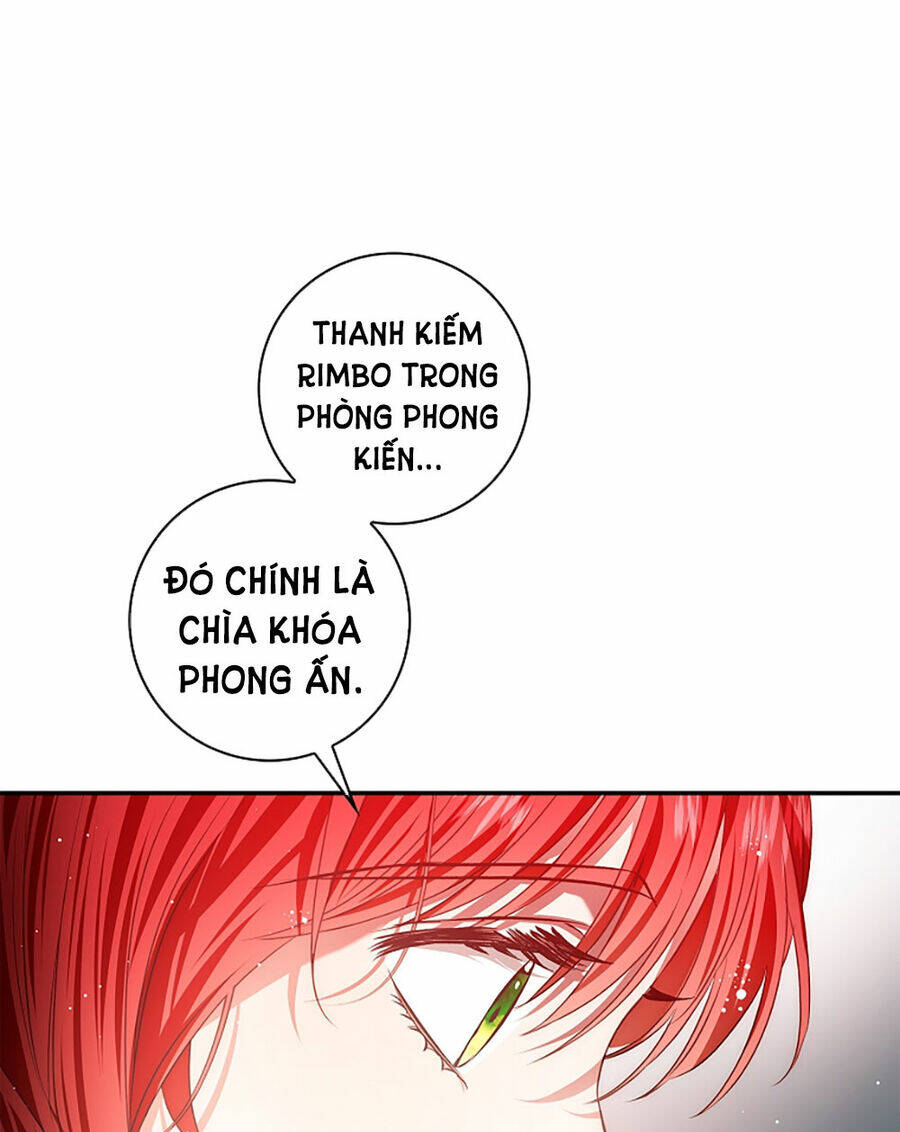 THANH KIẾM
RIMBO TRONG
PHÒNG PHONG
KIẾN...
ĐÓ CHÍNH LÀ
CHÌA KHÓA
PHONG ẤN.